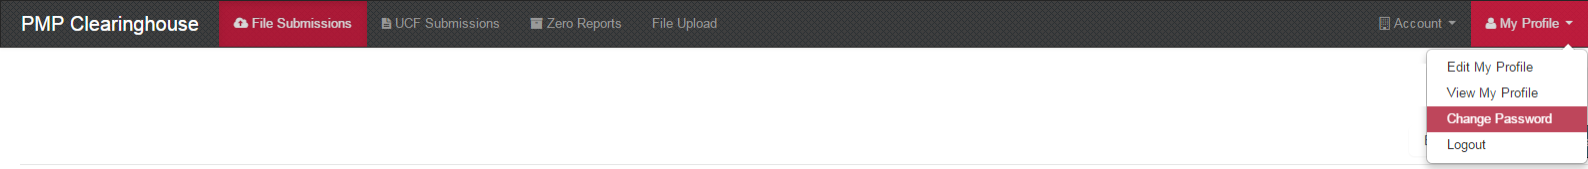 PMP Clearinghouse File Submissions UCF Submissions Zero Reports File Upload Account My Profile
Edit My Profile
View My Profile
Change Password
Logout